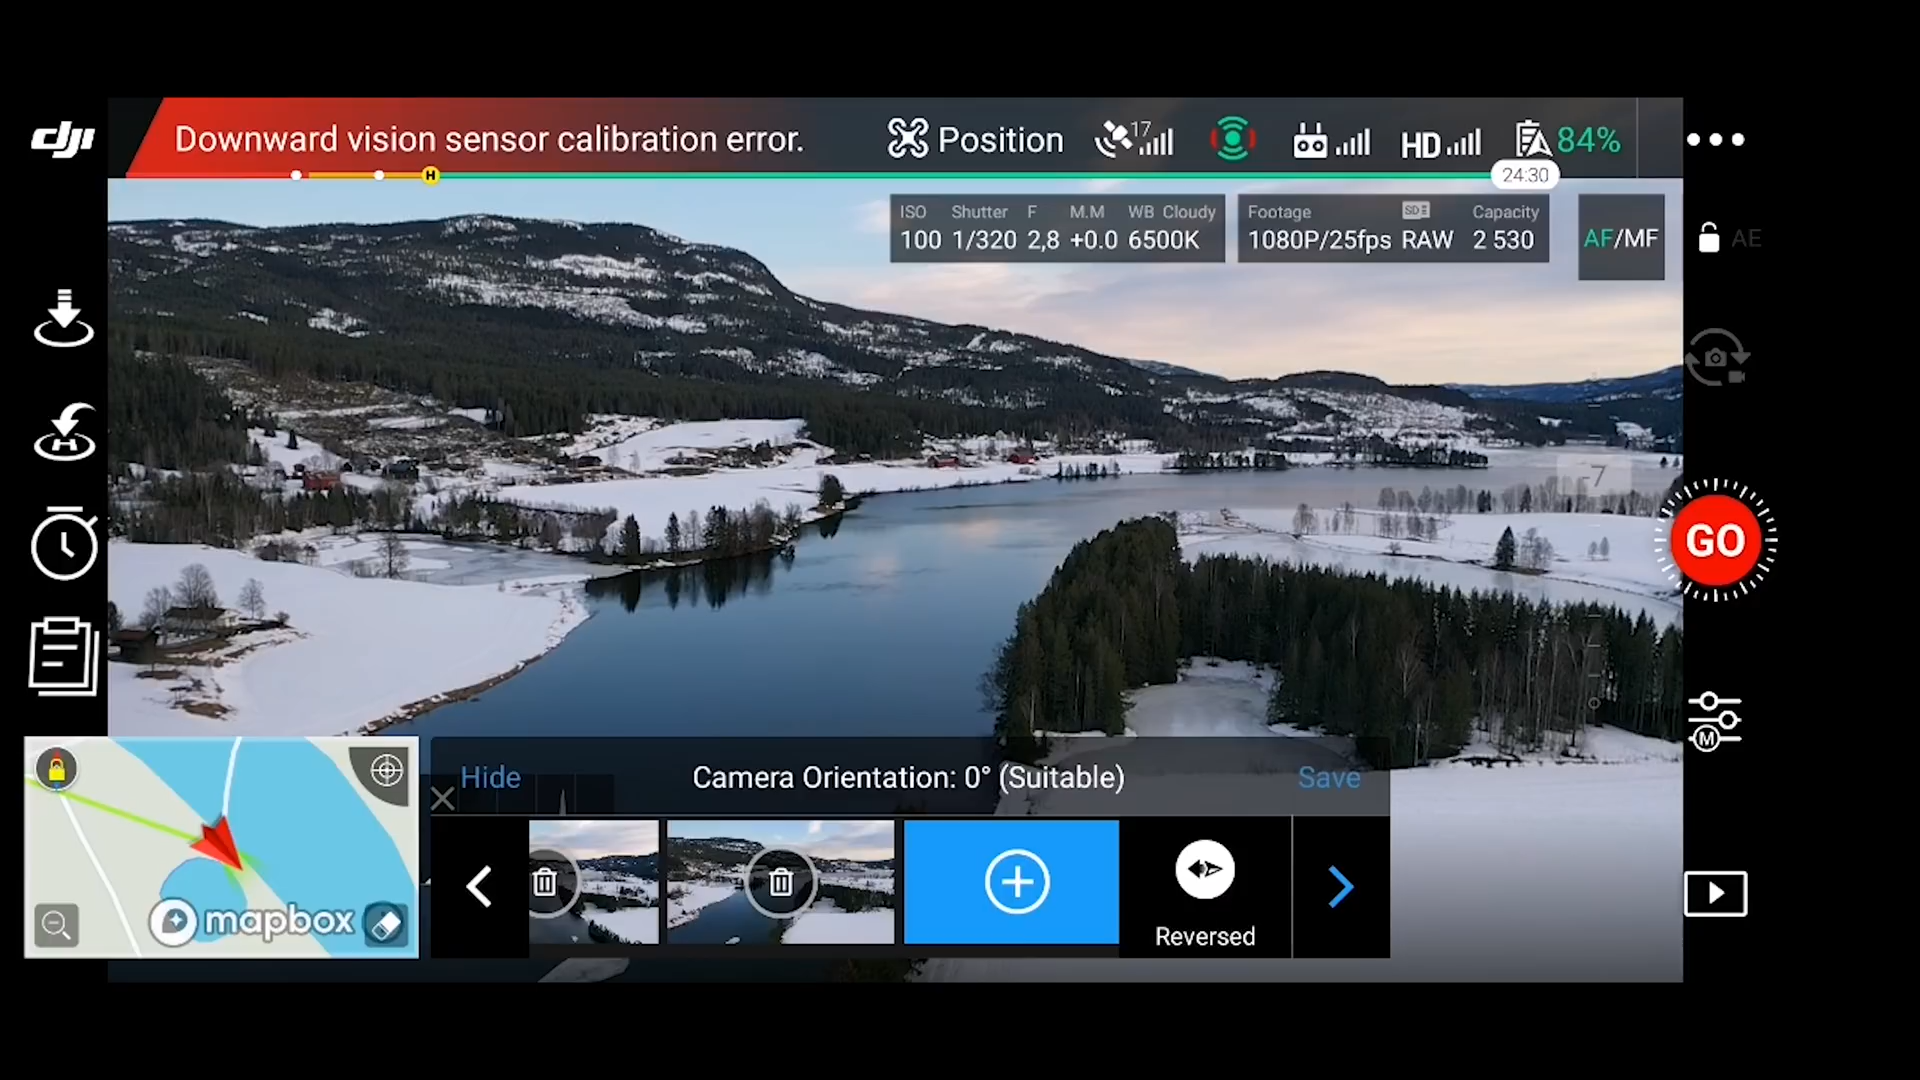 dji
Downward vision sensor calibration error.
Position
17
HD
84%
H
24:30
ISO Shutter F M.M WB Cloudy
100 1/320 2,8 +0.0 6500K
Footage SD Capacity
1080P/25fps RAW 2 530
AF/MF
AE
H
-7
GO
M
Hide
Camera Orientation: 0° (Suitable)
Save
mapbox
Reversed